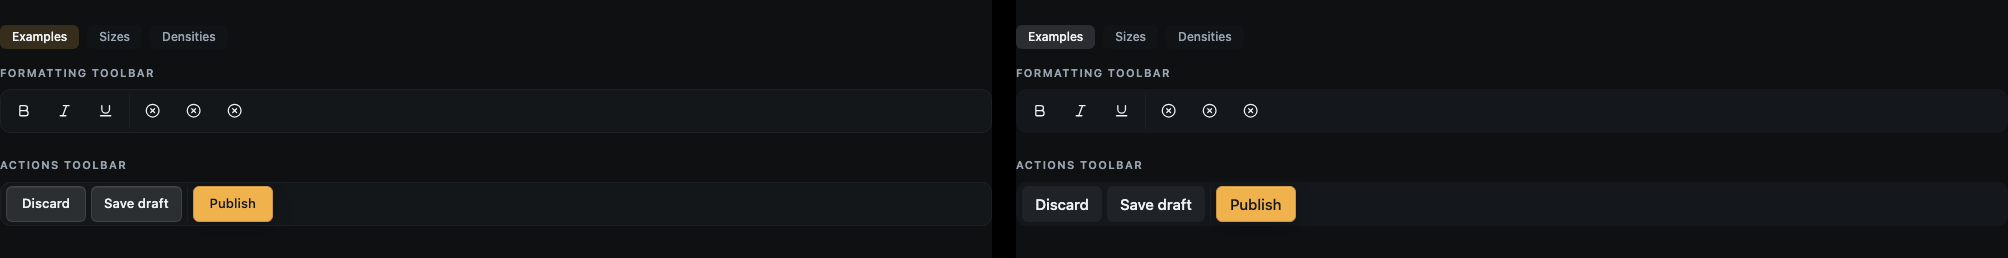 Examples Sizes Densities
FORMATTING TOOLBAR
B I U
ACTIONS TOOLBAR
Discard Save draft Publish
Examples Sizes Densities
FORMATTING TOOLBAR
B I U
ACTIONS TOOLBAR
Discard Save draft Publish